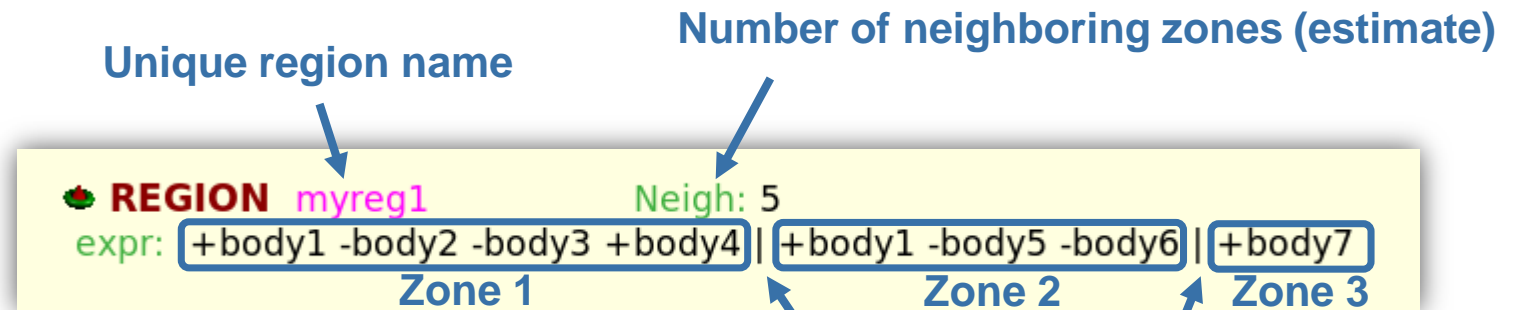 Number of neighboring zones (estimate)
Unique region name
REGION myreg1 Neigh: 5
expr: +body1 -body2 -body3 +body4 | +body1 -body5 -body6 | +body7
Zone 1 Zone 2 Zone 3